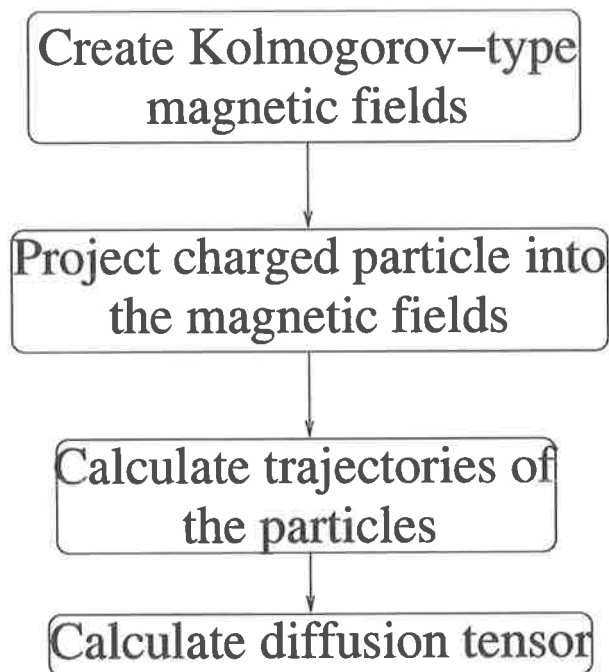 Create Kolmogorov–type
magnetic fields
Project charged particle into
the magnetic fields
Calculate trajectories of
the particles
Calculate diffusion tensor